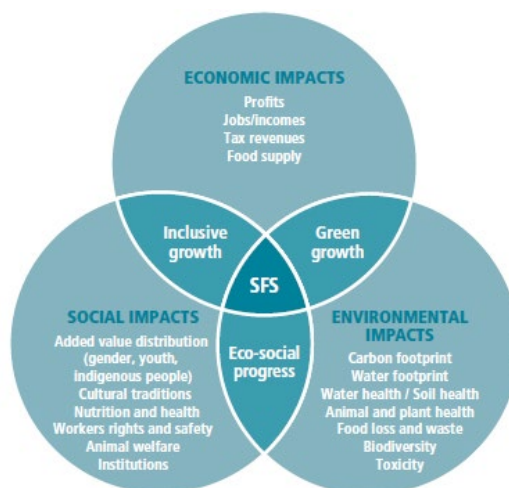 ECONOMIC IMPACTS
Profits
Jobs/incomes
Tax revenues
Food supply
Inclusive
growth
Green
growth
SFS
SOCIAL IMPACTS
Added value distribution
(gender, youth,
indigenous people)
Cultural traditions
Nutrition and health
Workers rights and safety
Animal welfare
Institutions
Eco-social
progress
ENVIRONMENTAL
IMPACTS
Carbon footprint
Water footprint
Water health / Soil health
Animal and plant health
Food loss and waste
Biodiversity
Toxicity